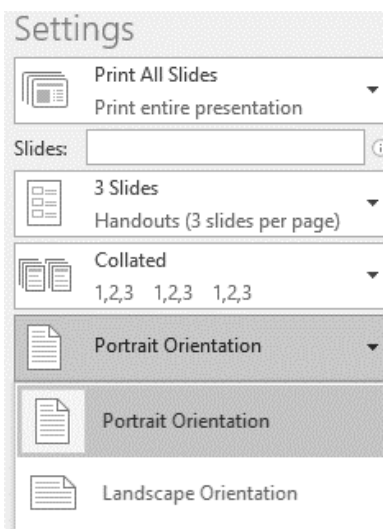 Settings
Print All Slides
Print entire presentation
Slides:
3 Slides
Handouts (3 slides per page)
Collated
1,2,3 1,2,3 1,2,3
Portrait Orientation
Portrait Orientation
Landscape Orientation